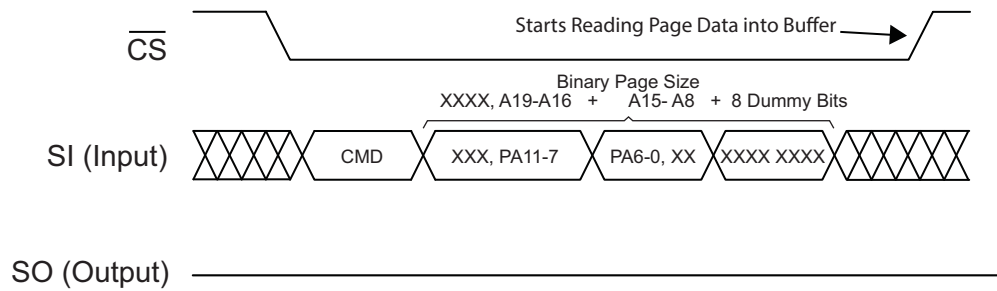 Starts Reading Page Data into Buffer
CS
Binary Page Size
XXXX, A19-A16 + A15- A8 + 8 Dummy Bits
SI (Input) CMD XXX, PA11-7 PA6-0, XX XXXX XXXX
SO (Output)